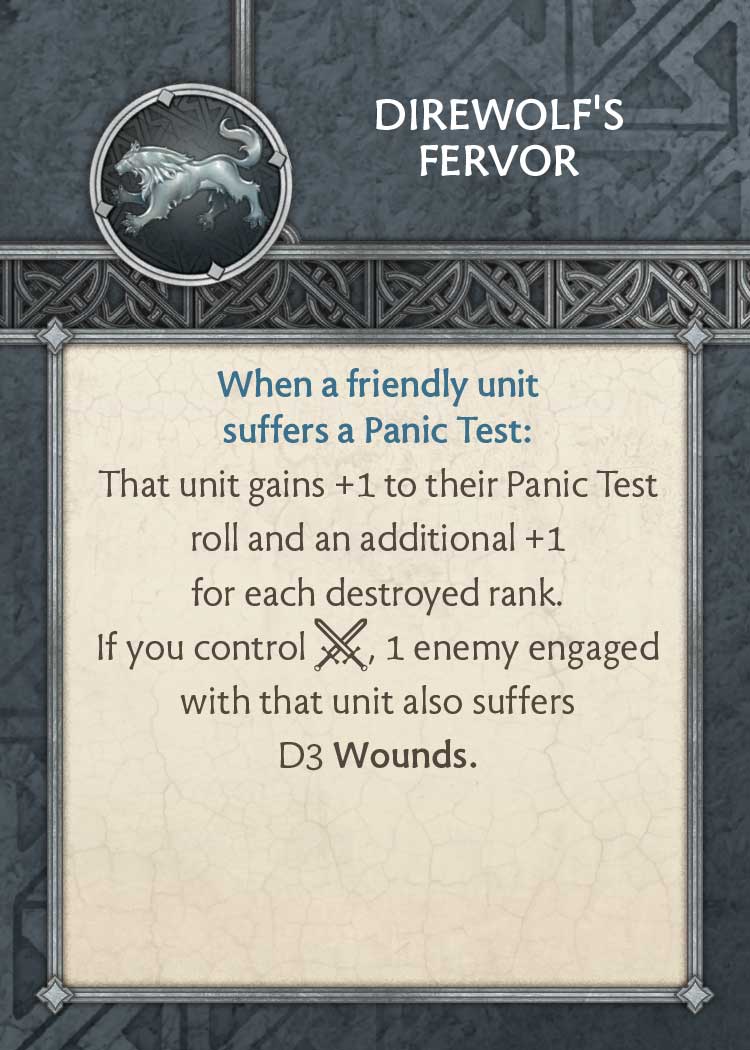 DIREWOLF'S
FERVOR
When a friendly unit
suffers a Panic Test:
That unit gains +1 to their Panic Test
roll and an additional +1
for each destroyed rank.
If you control , 1 enemy engaged
with that unit also suffers
D3 Wounds.